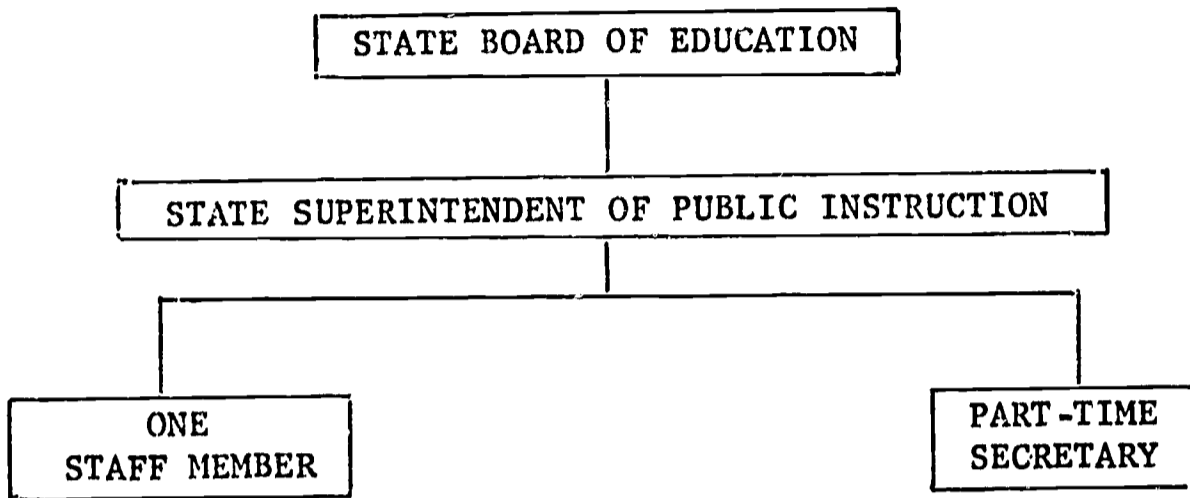 STATE BOARD OF EDUCATION
STATE SUPERINTENDENT OF PUBLIC INSTRUCTION
ONE
STAFF MEMBER
PART-TIME
SECRETARY